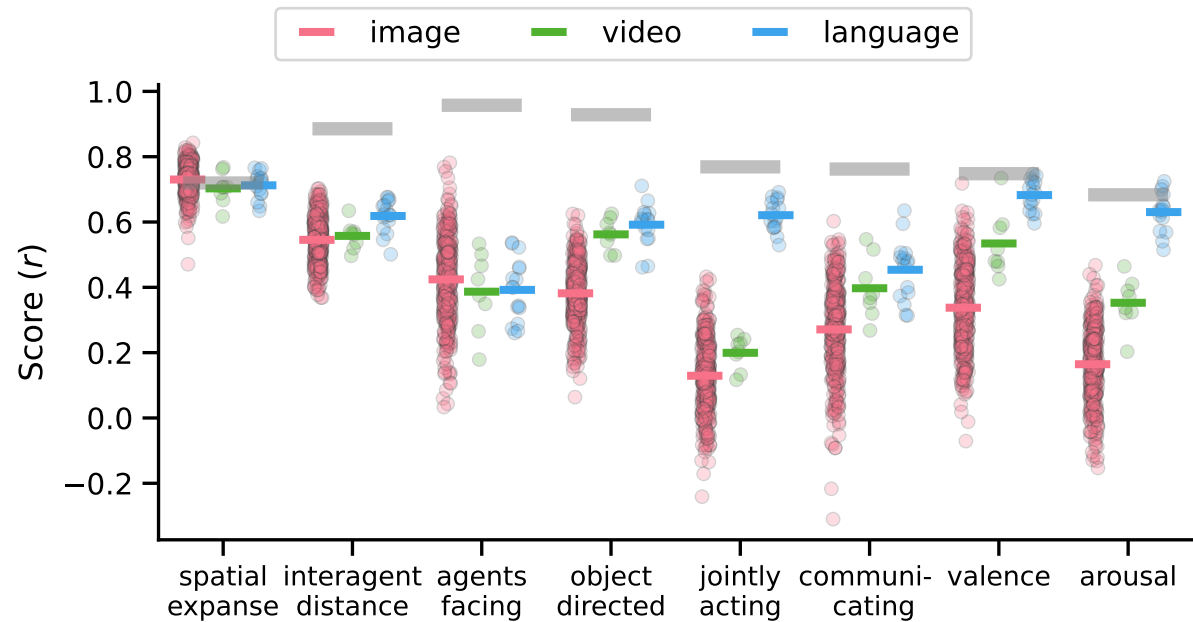 image video language
Score (r)
1.0
0.8
0.6
0.4
0.2
0.0
−0.2
spatial expanse
interagent distance
agents facing
object directed
jointly acting
communi- cating
valence
arousal